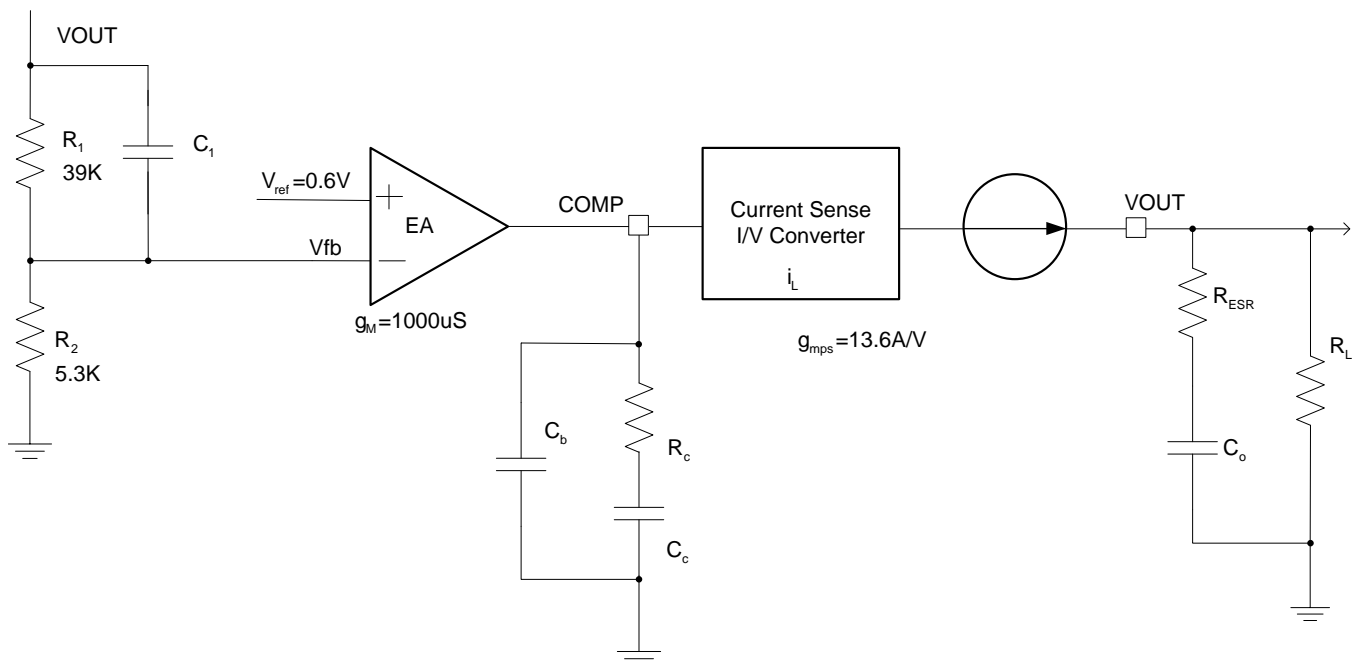 VOUT
R1
39K
C1
Vref=0.6V
EA
Vfb
gM=1000uS
R2
5.3K
COMP
Cb
Rc
Cc
Current Sense
I/V Converter
iL
gmps=13.6A/V
VOUT
RESR
RL
Co